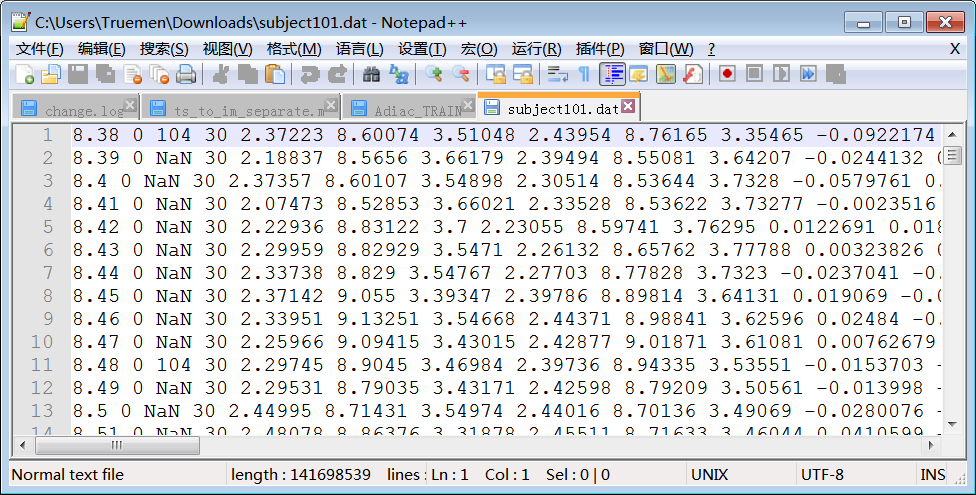 C:\Users\Truemen\Downloads\subject101.dat - Notepad++
文件(F) 编辑(E) 搜索(S) 视图(V) 格式(M) 语言(L) 设置(T) 宏(O) 运行(R) 插件(P) 窗口(W) ? X
change.log ts_to_im_separate.m Adiac_TRAIN subject101.dat
1 8.38 0 104 30 2.37223 8.60074 3.51048 2.43954 8.76165 3.35465 -0.0922174
2 8.39 0 NaN 30 2.18837 8.5656 3.66179 2.39494 8.55081 3.64207 -0.0244132
3 8.4 0 NaN 30 2.37357 8.60107 3.54898 2.30514 8.53644 3.7328 -0.0579761 0.
4 8.41 0 NaN 30 2.07473 8.52853 3.66021 2.33528 8.53622 3.73277 -0.0023516
5 8.42 0 NaN 30 2.22936 8.83122 3.7 2.23055 8.59741 3.76295 0.0122691 0.018
6 8.43 0 NaN 30 2.29959 8.82929 3.5471 2.26132 8.65762 3.77788 0.00323826
7 8.44 0 NaN 30 2.33738 8.829 3.54767 2.27703 8.77828 3.7323 -0.0237041 -0.
8 8.45 0 NaN 30 2.37142 9.055 3.39347 2.39786 8.89814 3.64131 0.019069 -0.0
9 8.46 0 NaN 30 2.33951 9.13251 3.54668 2.44371 8.98841 3.62596 0.02484 -0.
10 8.47 0 NaN 30 2.25966 9.09415 3.43015 2.42877 9.01871 3.61081 0.00762679
11 8.48 0 104 30 2.29745 8.9045 3.46984 2.39736 8.94335 3.53551 -0.0153703 -
12 8.49 0 NaN 30 2.29531 8.79035 3.43171 2.42598 8.79209 3.50561 -0.013998 -
13 8.5 0 NaN 30 2.44995 8.71431 3.54974 2.44016 8.70136 3.49069 -0.0280076 -
14 8.51 0 NaN 30 2.48078 8.86376 3.31878 2.45511 8.71633 3.46044 0.0410599 -
Normal text file length : 141698539 lines : Ln : 1 Col : 1 Sel : 0 | 0 UNIX UTF-8 INS